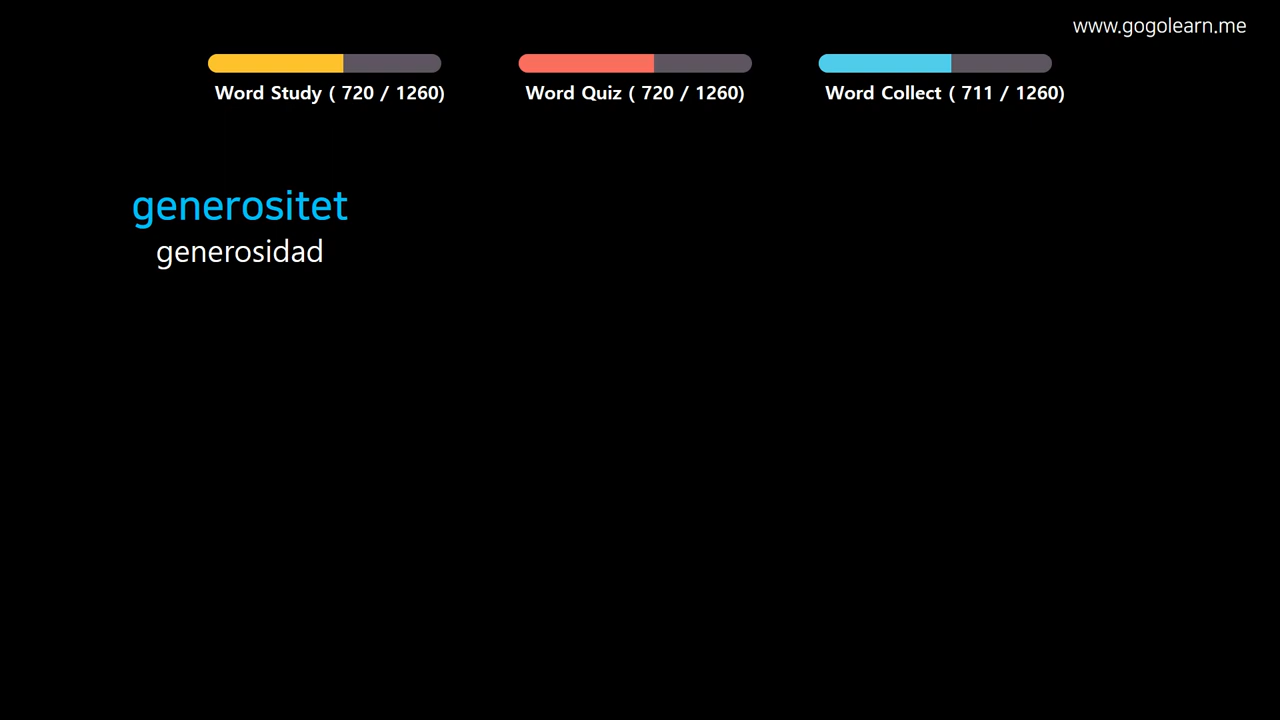 www.gogolearn.me
Word Study ( 720 / 1260)
Word Quiz ( 720 / 1260)
Word Collect ( 711 / 1260)
generositet
generosidad